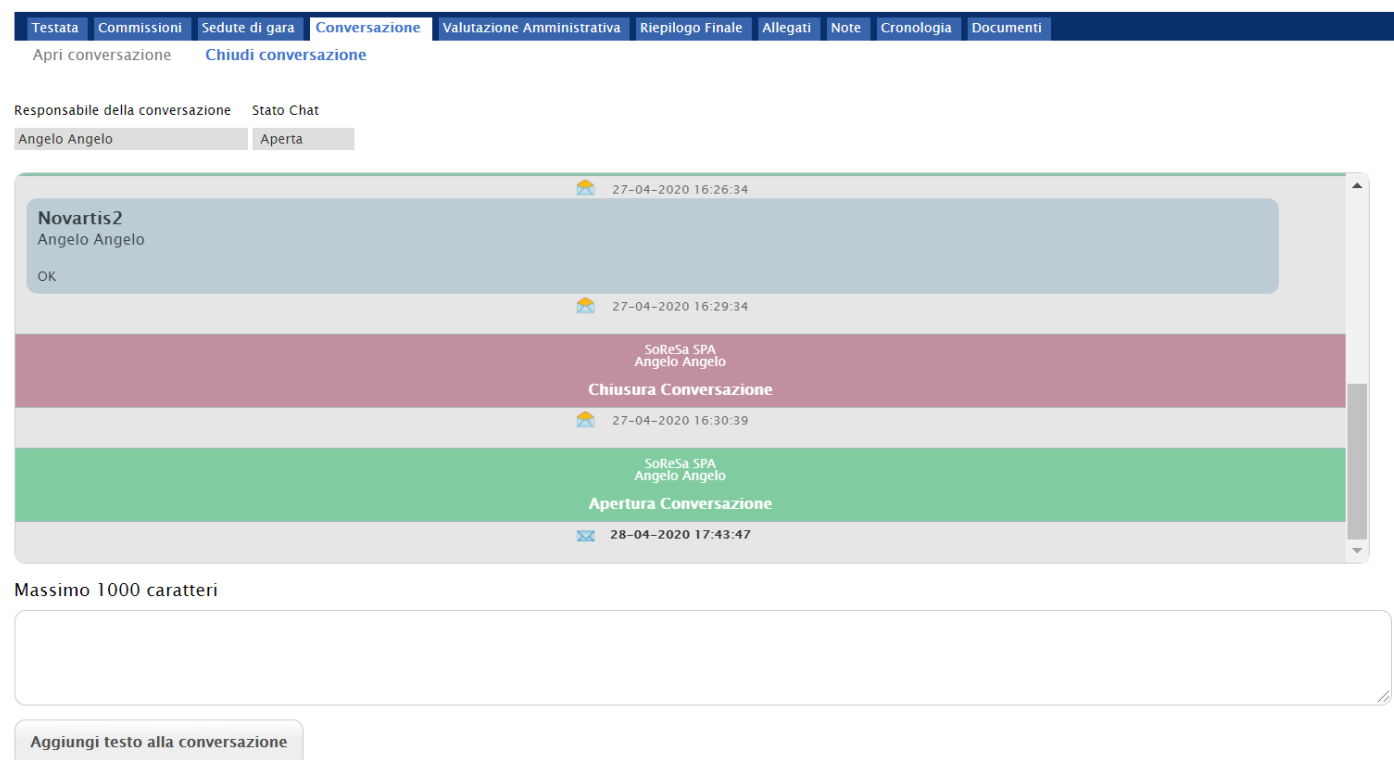 Testata Commissioni Sedute di gara Conversazione Valutazione Amministrativa Riepilogo Finale Allegati Note Cronologia Documenti
Apri conversazione Chiudi conversazione
Responsabile della conversazione Stato Chat
Angelo Angelo Aperta
27-04-2020 16:26:34
Novartis2
Angelo Angelo
OK
27-04-2020 16:29:34
SoReSa SPA
Angelo Angelo
Chiusura Conversazione
27-04-2020 16:30:39
SoReSa SPA
Angelo Angelo
Apertura Conversazione
28-04-2020 17:43:47
Massimo 1000 caratteri
Aggiungi testo alla conversazione